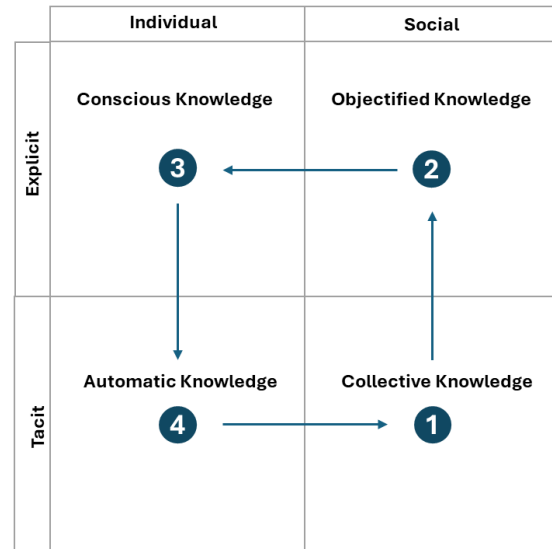 Individual
Social
Explicit
Conscious Knowledge
Objectified Knowledge
3
2
Tacit
Automatic Knowledge
Collective Knowledge
4
1